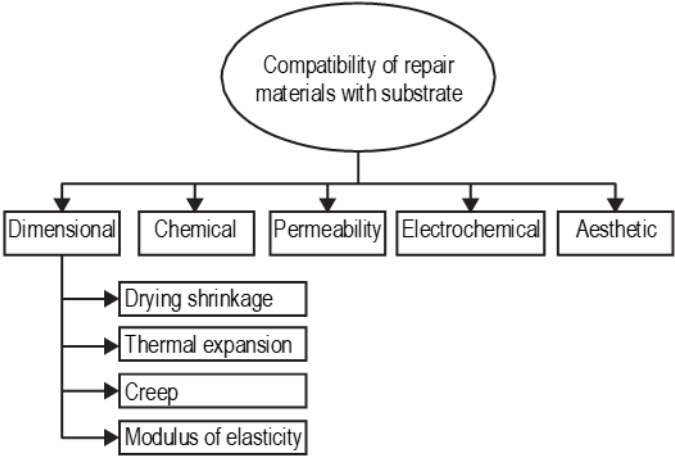 Compatibility of repair
materials with substrate
Dimensional
Chemical
Permeability
Electrochemical
Aesthetic
Drying shrinkage
Thermal expansion
Creep
Modulus of elasticity